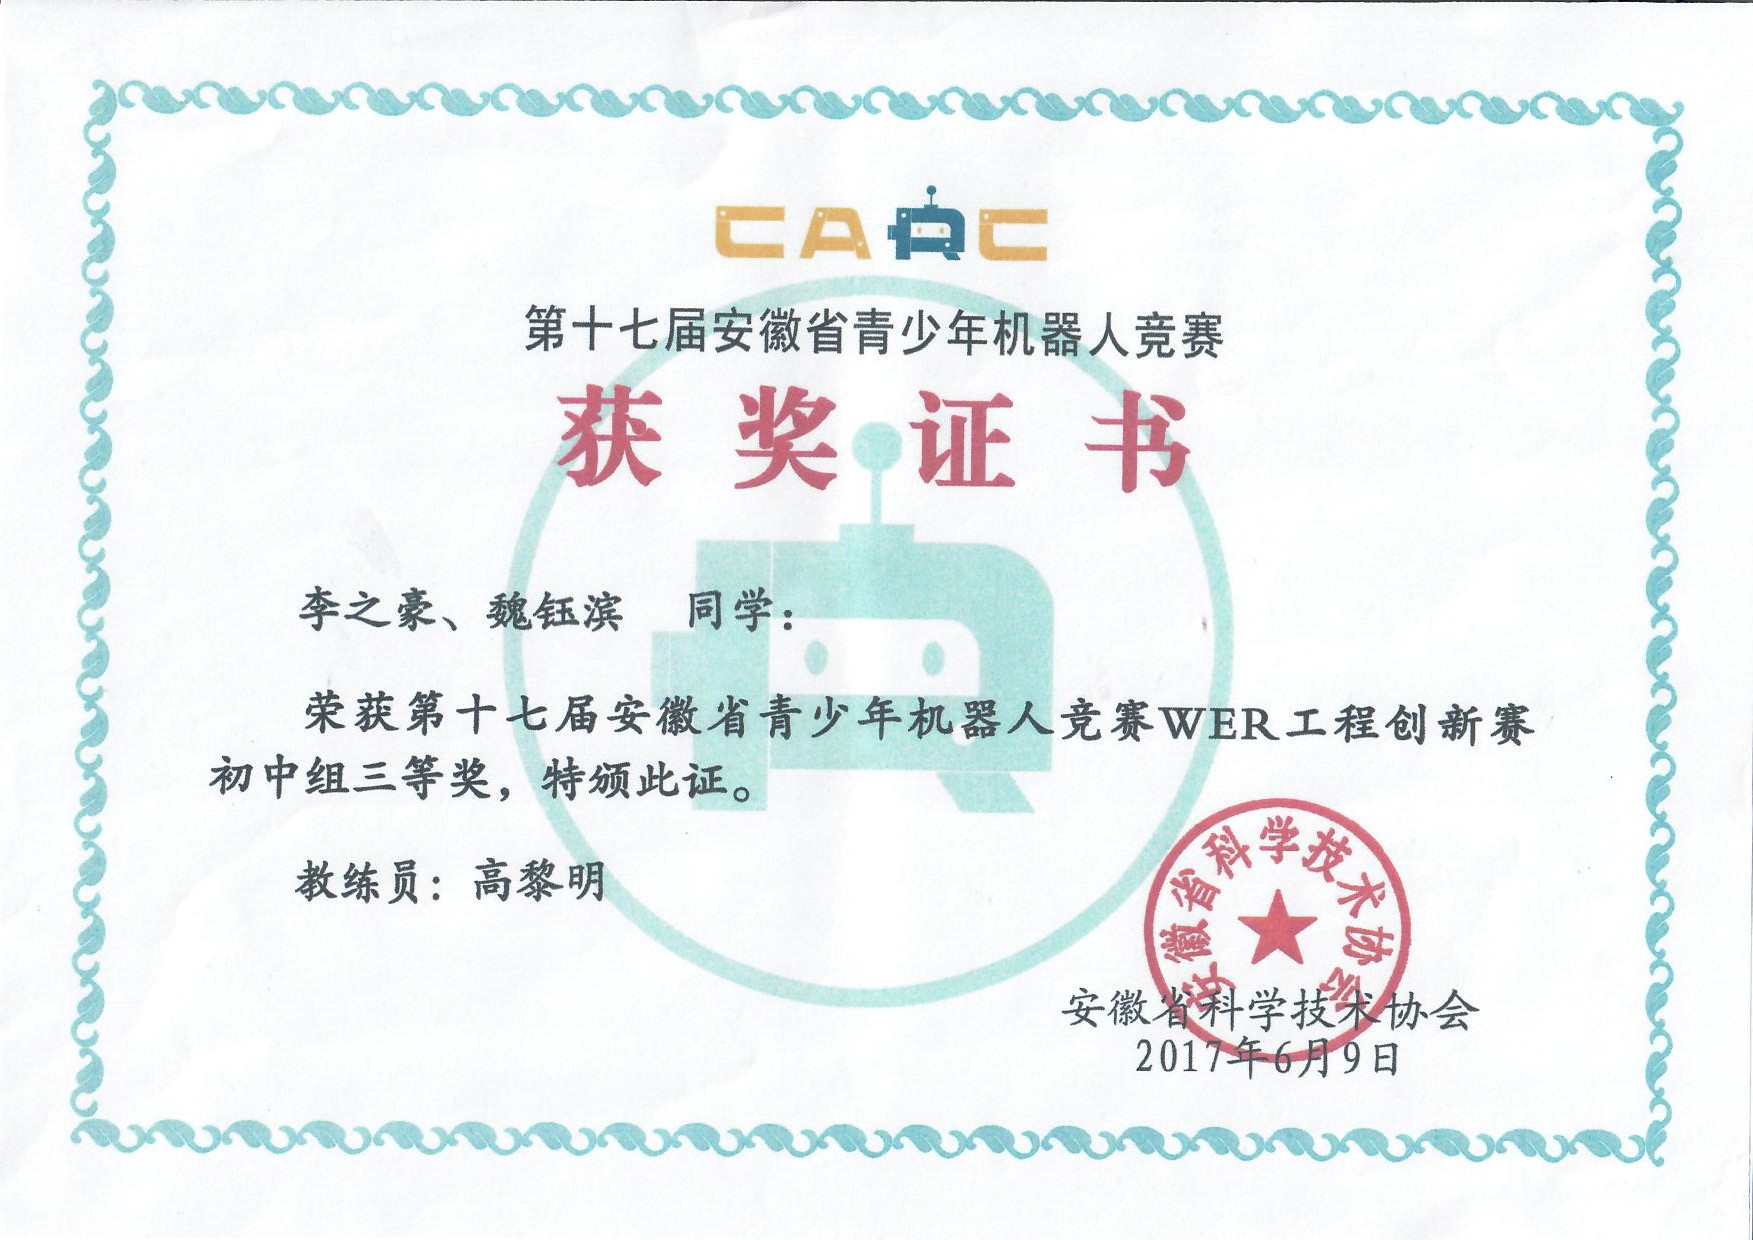 CARC
第十七届安徽省青少年机器人竞赛
获奖证书
李之豪、魏钰滨 同学：
荣获第十七届安徽省青少年机器人竞赛WER工程创新赛
初中组三等奖，特颁此证。
教练员：高黎明
安徽省科学技术协会
安徽省科学技术协会
2017年6月9日